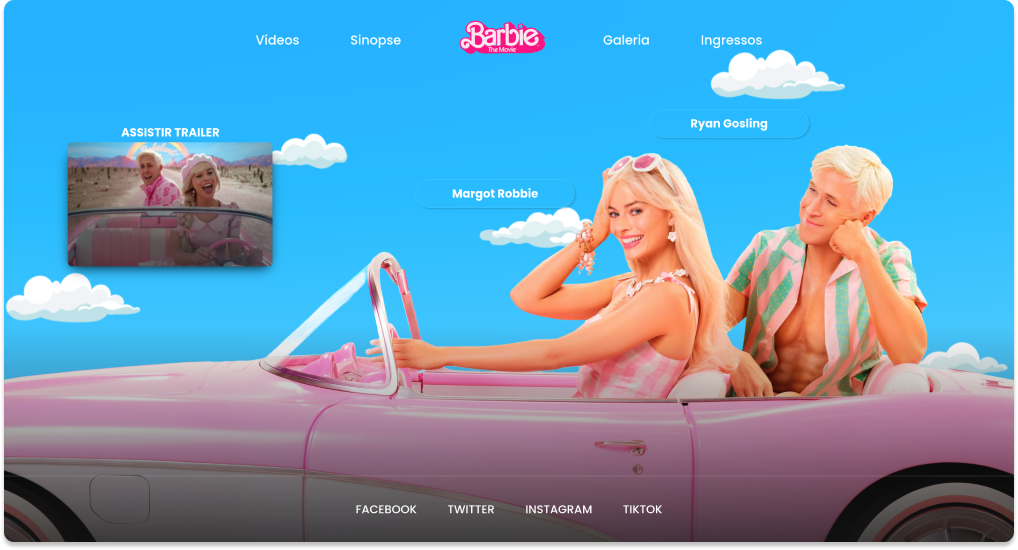 Vídeos
Sinopse
Barbie
The Movie
Galeria
Ingressos
Ryan Gosling
ASSISTIR TRAILER
Margot Robbie
FACEBOOK
TWITTER
INSTAGRAM
TIKTOK